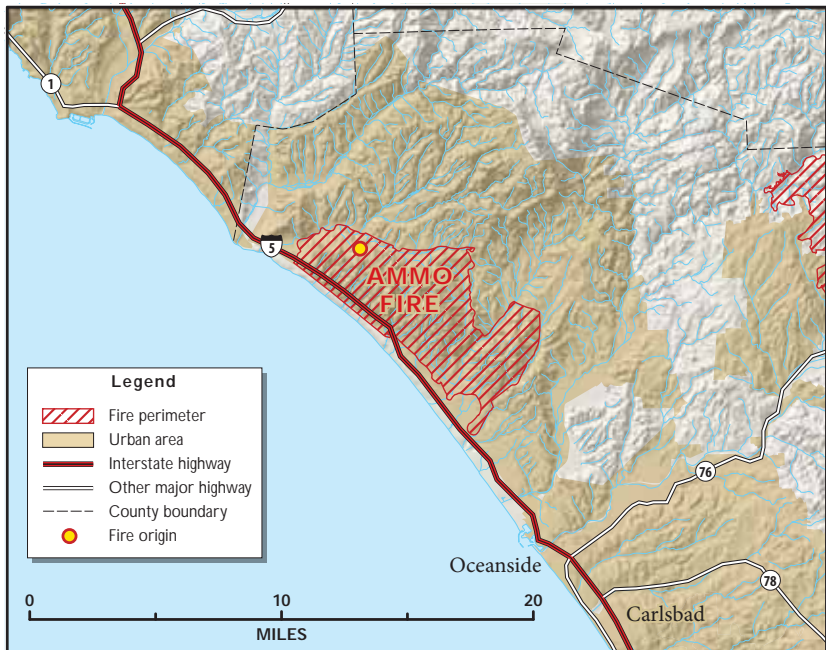 1
5
AMMO
FIRE
Legend
Fire perimeter
Urban area
Interstate highway
Other major highway
County boundary
Fire origin
76
Oceanside
78
Carlsbad
0 10 20
MILES